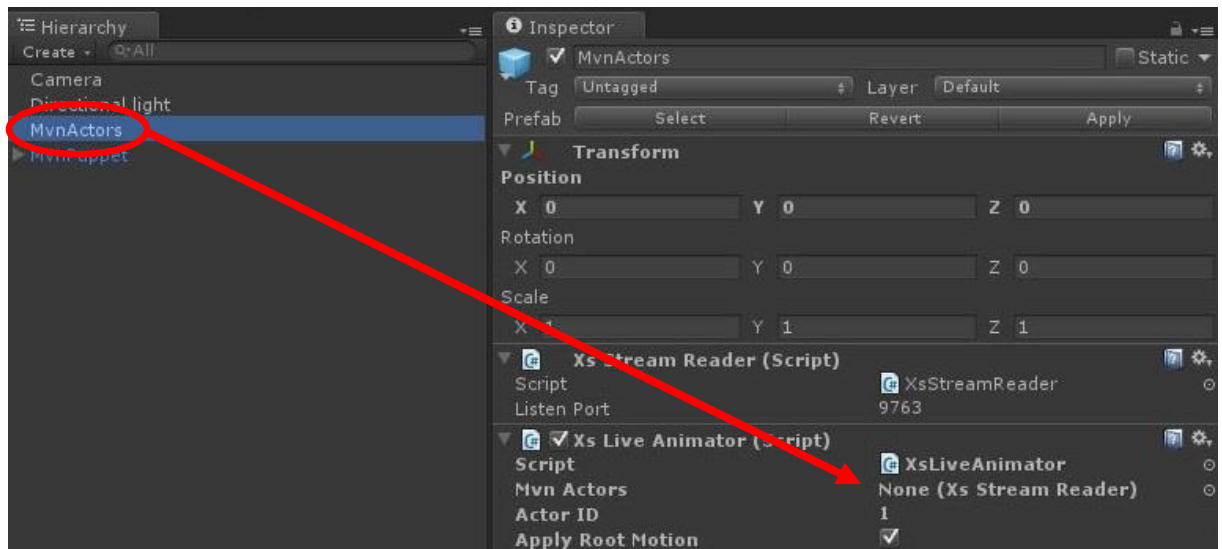 Hierarchy
Create All
Camera
Directional light
MvnActors
MvnPuppet
Inspector
MvnActors Static
Tag Untagged Layer Default
Prefab Select Revert Apply
Transform
Position
X 0 Y 0 Z 0
Rotation
X 0 Y 0 Z 0
Scale
X 1 Y 1 Z 1
Xs Stream Reader (Script)
Script XsStreamReader
Listen Port 9763
Xs Live Animator (Script)
Script XsLiveAnimator
Mvn Actors None (Xs Stream Reader)
Actor ID 1
Apply Root Motion